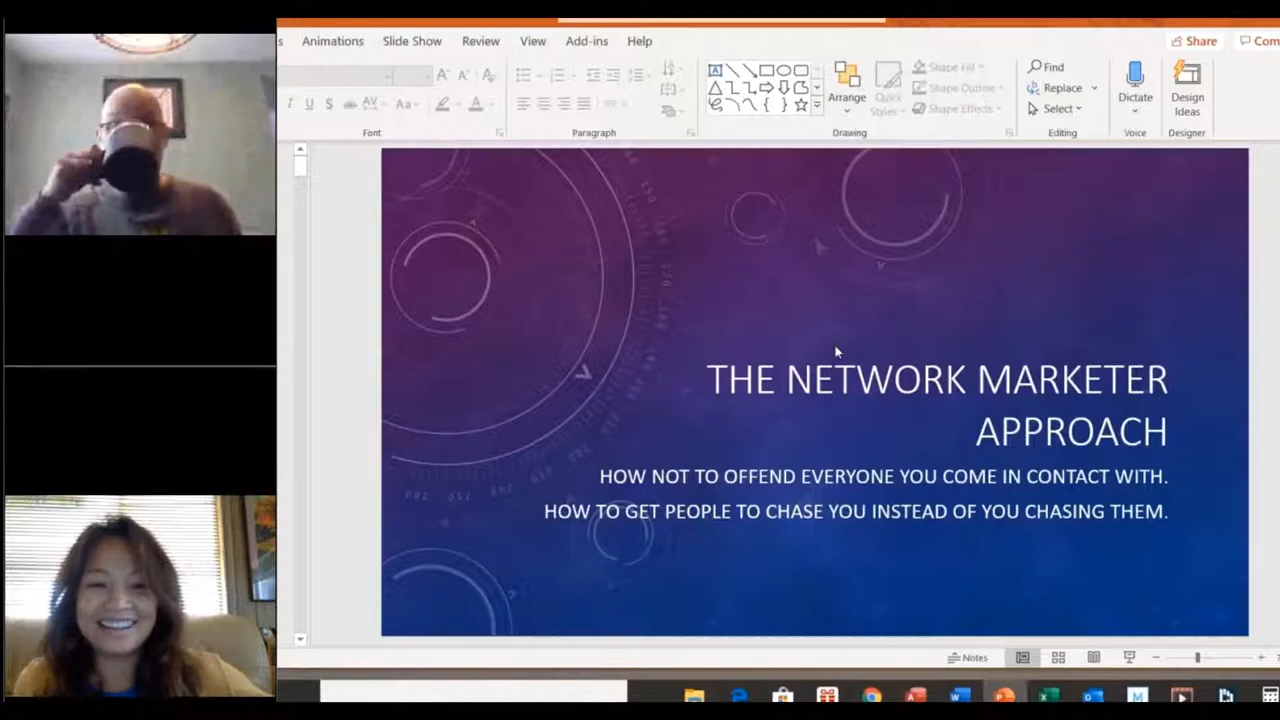 s Animations Slide Show Review View Add-ins Help Share Com
Find
Shape Fill
Replace
Shape Outline
Arrange Quick Styles
Select
Shape Effects
Dictate
Design Ideas
Aa
Font Paragraph Drawing Editing Voice Designer
THE NETWORK MARKETER
APPROACH
HOW NOT TO OFFEND EVERYONE YOU COME IN CONTACT WITH.
HOW TO GET PEOPLE TO CHASE YOU INSTEAD OF YOU CHASING THEM.
Notes